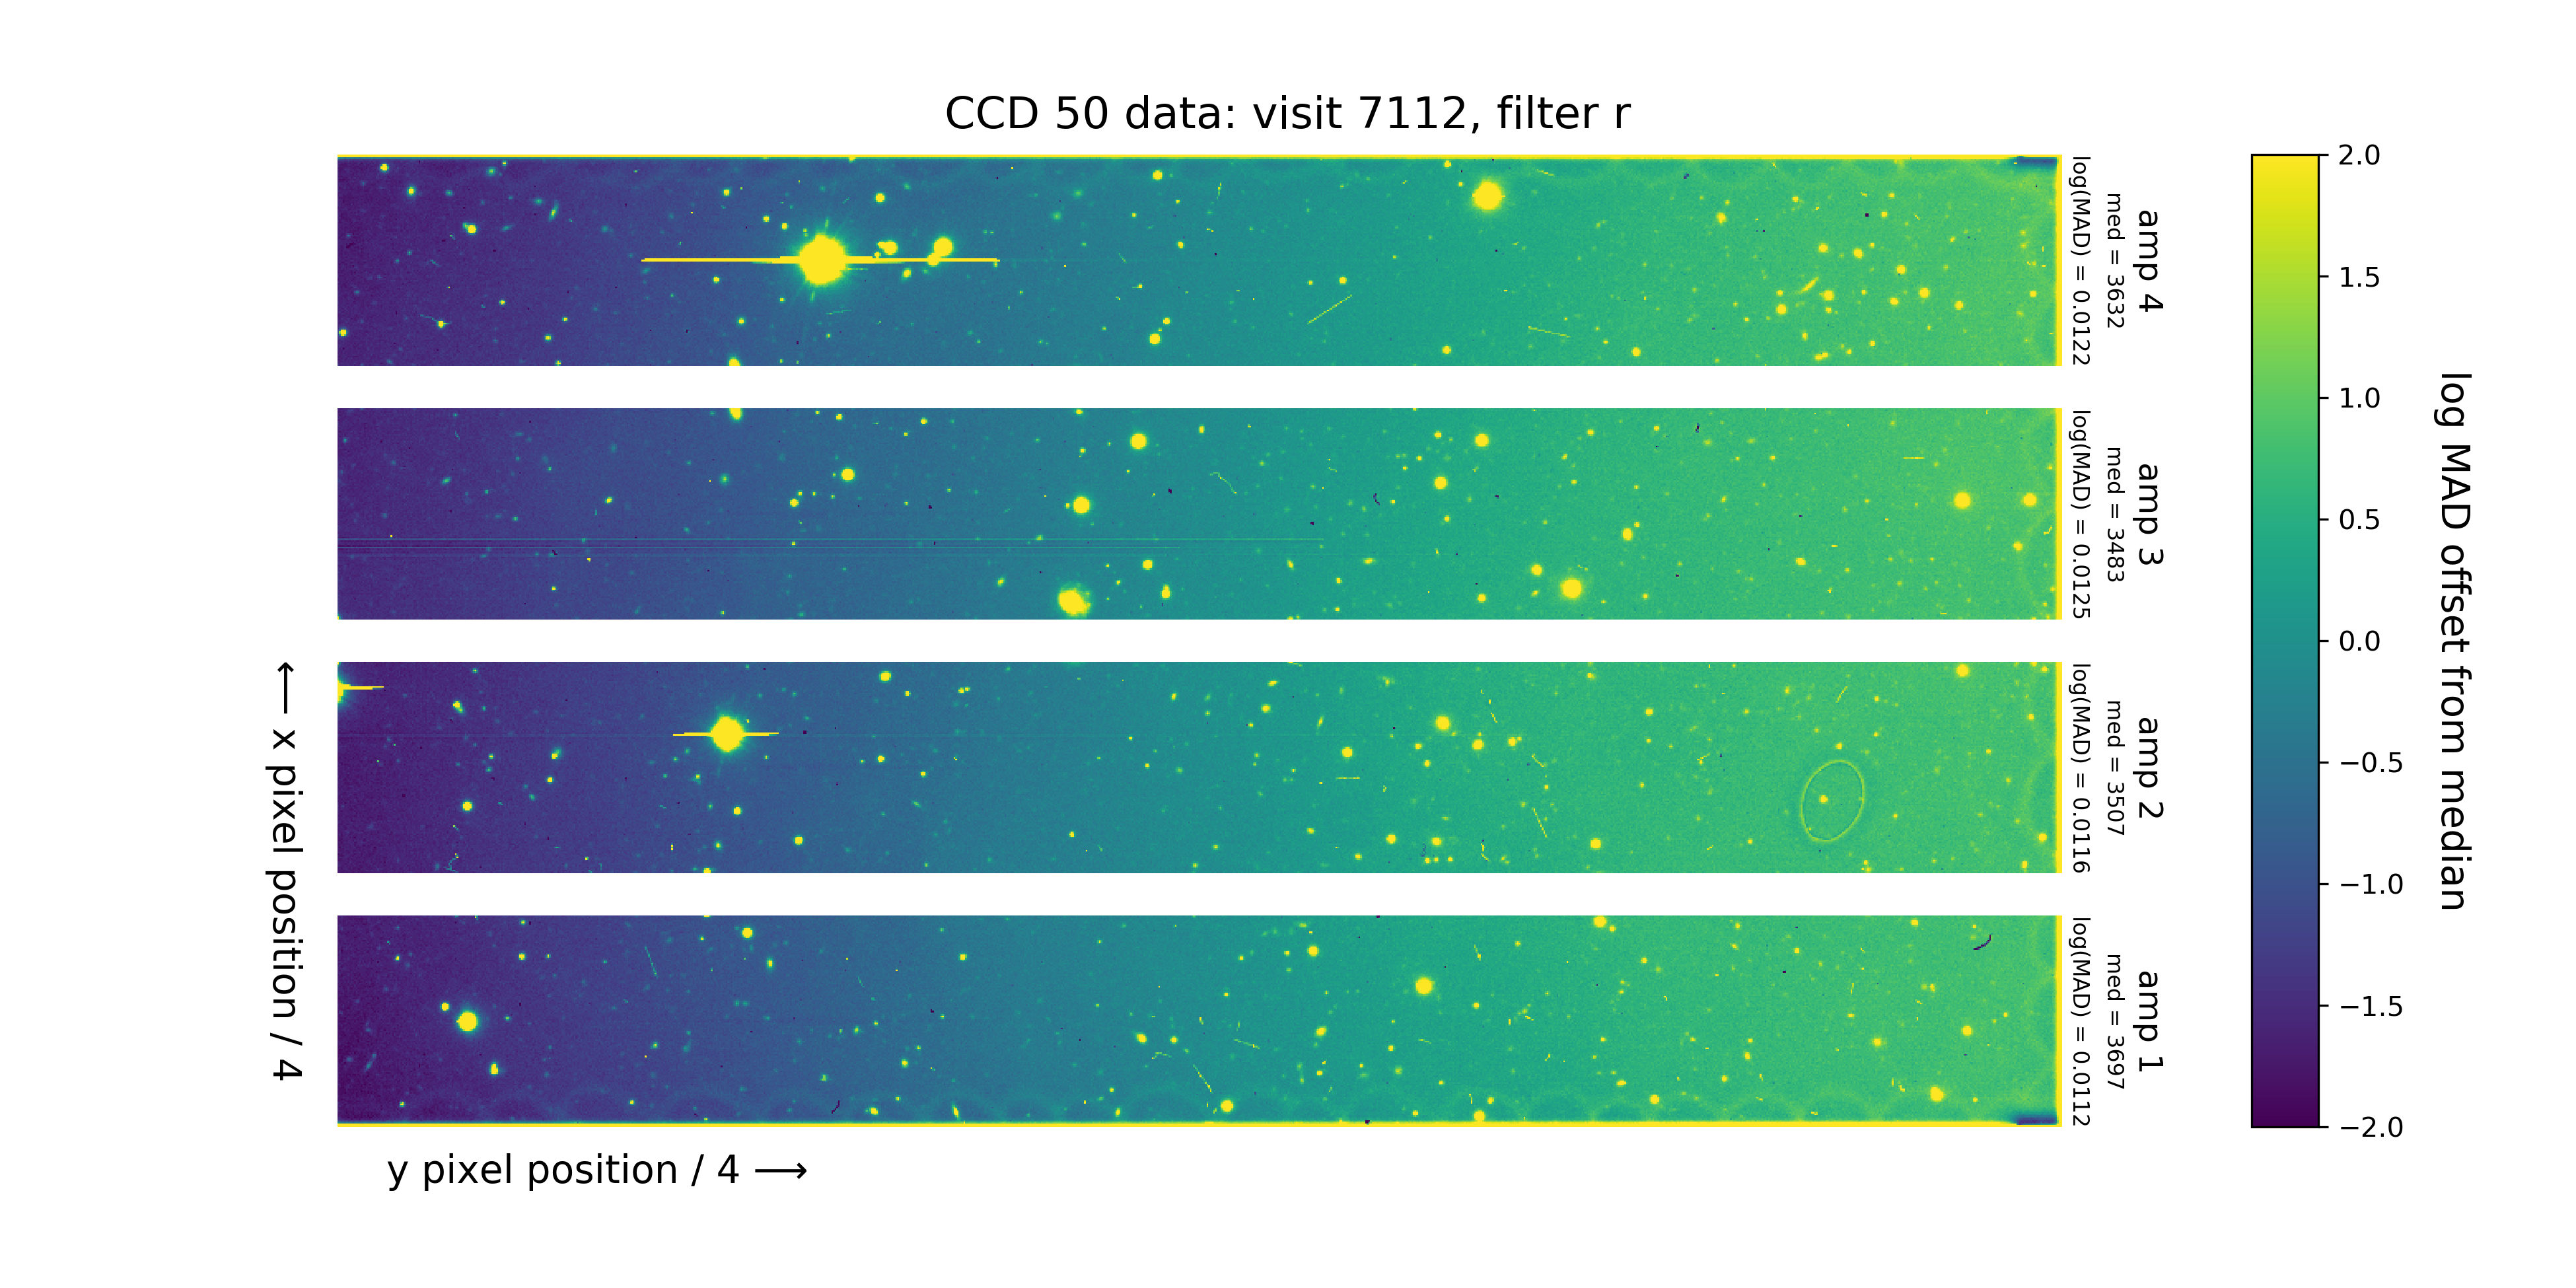 CCD 50 data: visit 7112, filter r
amp 4
med = 3632
log(MAD) = 0.0122
amp 3
med = 3483
log(MAD) = 0.0125
amp 2
med = 3507
log(MAD) = 0.0116
amp 1
med = 3697
log(MAD) = 0.0112
⟵ x pixel position / 4
y pixel position / 4 ⟶
2.0
1.5
1.0
0.5
0.0
−0.5
−1.0
−1.5
−2.0
log MAD offset from median